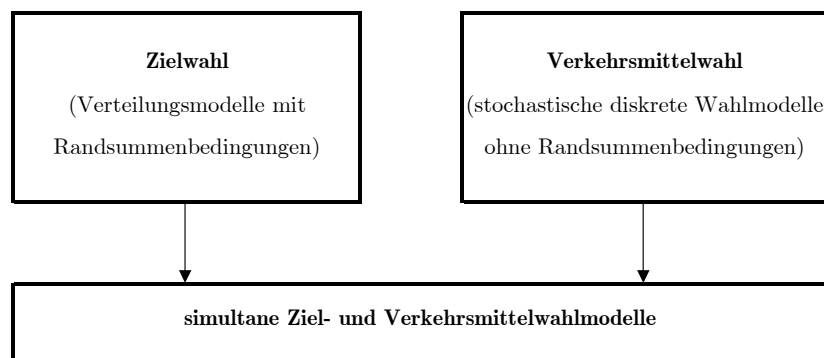 Zielwahl
(Verteilungsmodelle mit
Randsummenbedingungen)
Verkehrsmittelwahl
(stochastische diskrete Wahlmodelle
ohne Randsummenbedingungen)
simultane Ziel- und Verkehrsmittelwahlmodelle